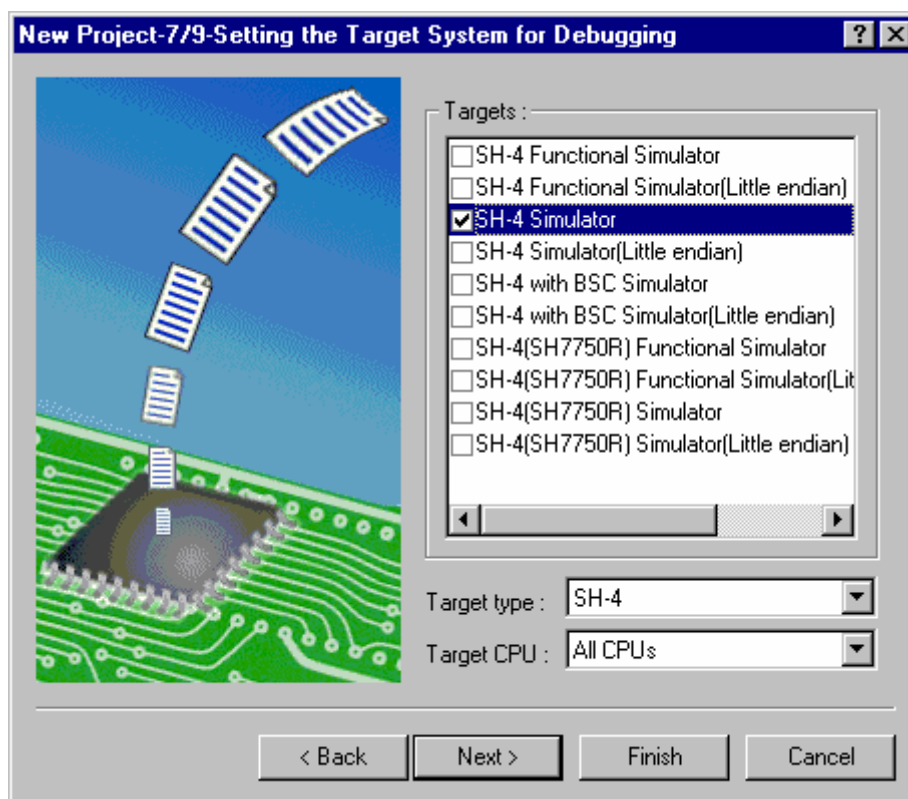 New Project-7/9-Setting the Target System for Debugging
Targets :
SH-4 Functional Simulator
SH-4 Functional Simulator(Little endian)
SH-4 Simulator
SH-4 Simulator(Little endian)
SH-4 with BSC Simulator
SH-4 with BSC Simulator(Little endian)
SH-4(SH7750R) Functional Simulator
SH-4(SH7750R) Functional Simulator(Lit
SH-4(SH7750R) Simulator
SH-4(SH7750R) Simulator(Little endian)
Target type : SH-4
Target CPU : All CPUs
< Back Next > Finish Cancel